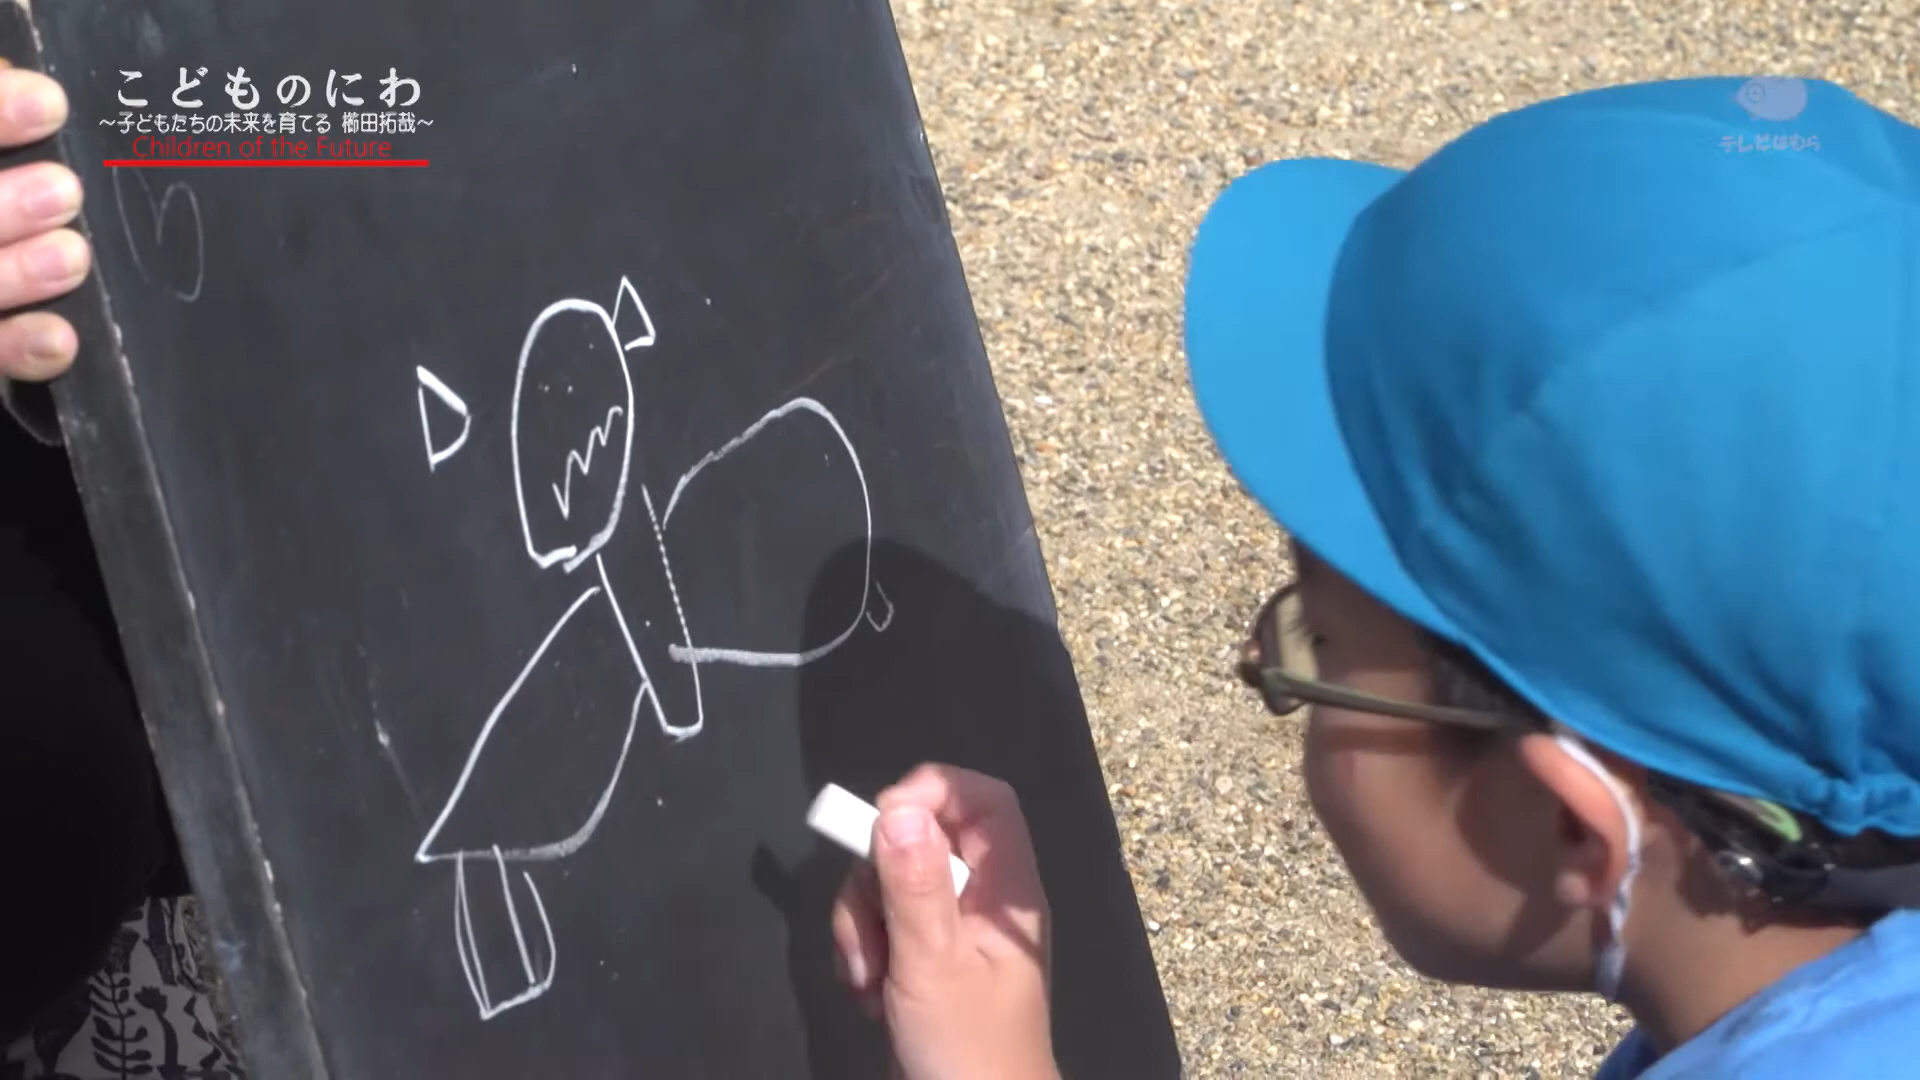 こどものにわ
～子どもたちの未来を育てる 櫛田拓哉～
Children of the Future
テレビはむら